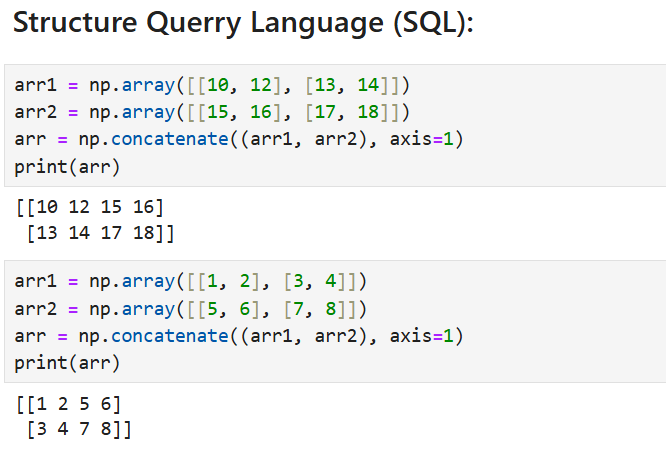 Structure Querry Language (SQL):
arr1 = np.array([[10, 12], [13, 14]])
arr2 = np.array([[15, 16], [17, 18]])
arr = np.concatenate((arr1, arr2), axis=1)
print(arr)
[[10 12 15 16]
 [13 14 17 18]]
arr1 = np.array([[1, 2], [3, 4]])
arr2 = np.array([[5, 6], [7, 8]])
arr = np.concatenate((arr1, arr2), axis=1)
print(arr)
[[1 2 5 6]
 [3 4 7 8]]